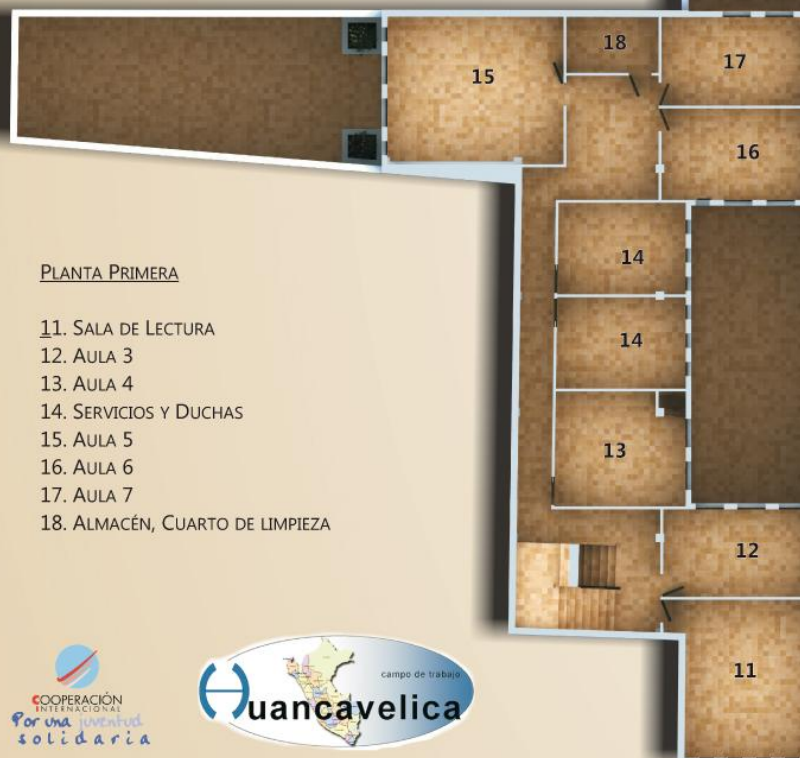 15
18
17
16
14
14
13
12
11
PLANTA PRIMERA
11. SALA DE LECTURA
12. AULA 3
13. AULA 4
14. SERVICIOS Y DUCHAS
15. AULA 5
16. AULA 6
17. AULA 7
18. ALMACÉN, CUARTO DE LIMPIEZA
COOPERACIÓN
INTERNACIONAL
Por una juventud
solidaria
campo de trabajo
Huancavelica